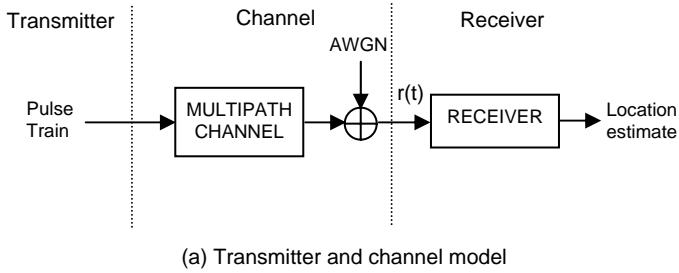 Transmitter
Channel
Receiver
AWGN
r(t)
Pulse
Train
MULTIPATH
CHANNEL
RECEIVER
Location
estimate
(a) Transmitter and channel model